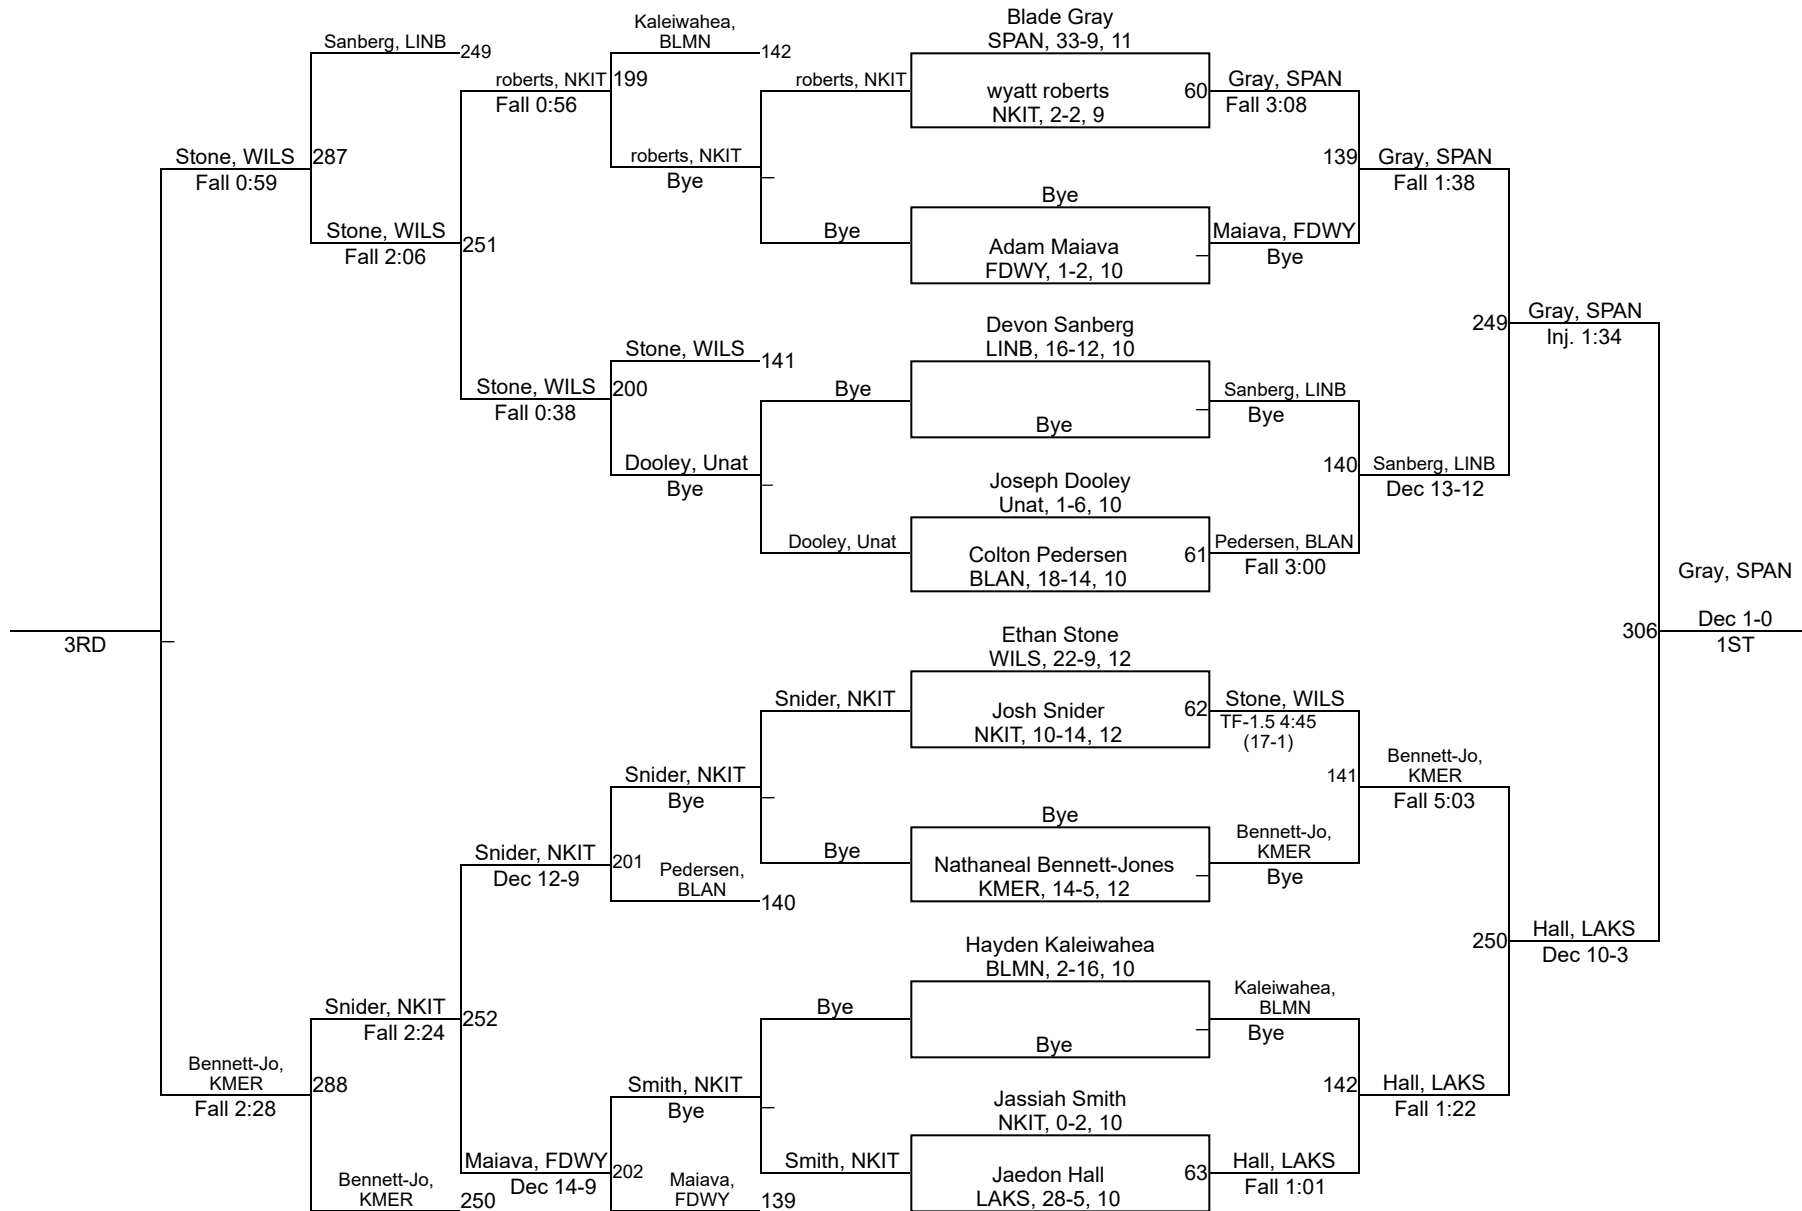 Blade Gray
SPAN, 33-9, 11
Kaleiwahea,
BLMN
142
Sanberg, LINB
249
roberts, NKIT
199
Fall 0:56
roberts, NKIT
wyatt roberts
NKIT, 2-2, 9
60
Gray, SPAN
Fall 3:08
Stone, WILS
287
Fall 0:59
roberts, NKIT
Bye
139
Gray, SPAN
Fall 1:38
Bye
Stone, WILS
251
Fall 2:06
Bye
Adam Maiava
FDWY, 1-2, 10
Maiava, FDWY
Bye
Devon Sanberg
LINB, 16-12, 10
249
Gray, SPAN
Inj. 1:34
Stone, WILS
141
Stone, WILS
200
Fall 0:38
Bye
Bye
Sanberg, LINB
Bye
Dooley, Unat
Bye
140
Sanberg, LINB
Dec 13-12
Joseph Dooley
Unat, 1-6, 10
Dooley, Unat
Colton Pedersen
BLAN, 18-14, 10
61
Pedersen, BLAN
Fall 3:00
Gray, SPAN
3RD
306
Dec 1-0
1ST
Ethan Stone
WILS, 22-9, 12
Snider, NKIT
Josh Snider
NKIT, 10-14, 12
62
Stone, WILS
TF-1.5 4:45
(17-1)
Snider, NKIT
Bye
141
Bennett-Jo,
KMER
Fall 5:03
Bye
Snider, NKIT
201
Dec 12-9
Pedersen,
BLAN
140
Bye
Nathaneal Bennett-Jones
KMER, 14-5, 12
Bennett-Jo,
KMER
Bye
Hayden Kaleiwahea
BLMN, 2-16, 10
250
Hall, LAKS
Dec 10-3
Snider, NKIT
252
Fall 2:24
Bye
Bye
Kaleiwahea,
BLMN
Bye
Bennett-Jo,
KMER
288
Fall 2:28
Smith, NKIT
Bye
142
Hall, LAKS
Fall 1:22
Jassiah Smith
NKIT, 0-2, 10
Bennett-Jo,
KMER
250
Maiava, FDWY
202
Dec 14-9
Maiava,
FDWY
139
Smith, NKIT
Jaedon Hall
LAKS, 28-5, 10
63
Hall, LAKS
Fall 1:01